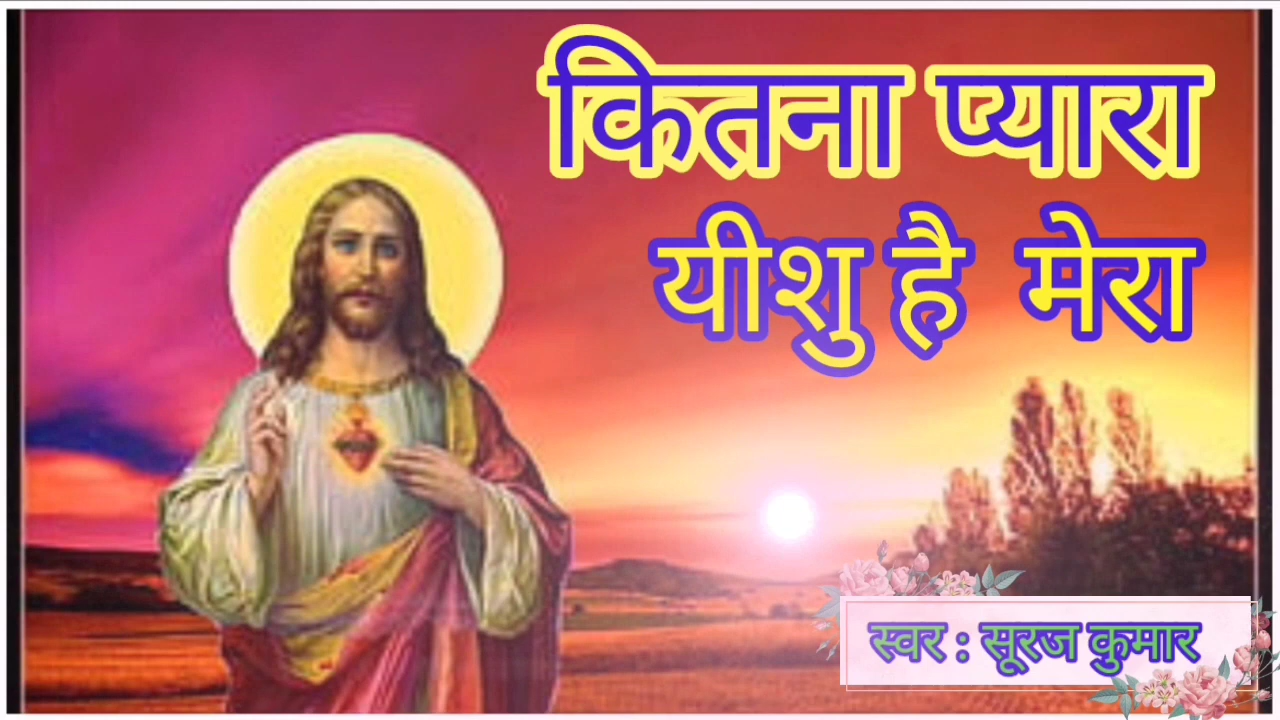 कितना प्यारा
यीशु है मेरा
स्वर : सूरज कुमार